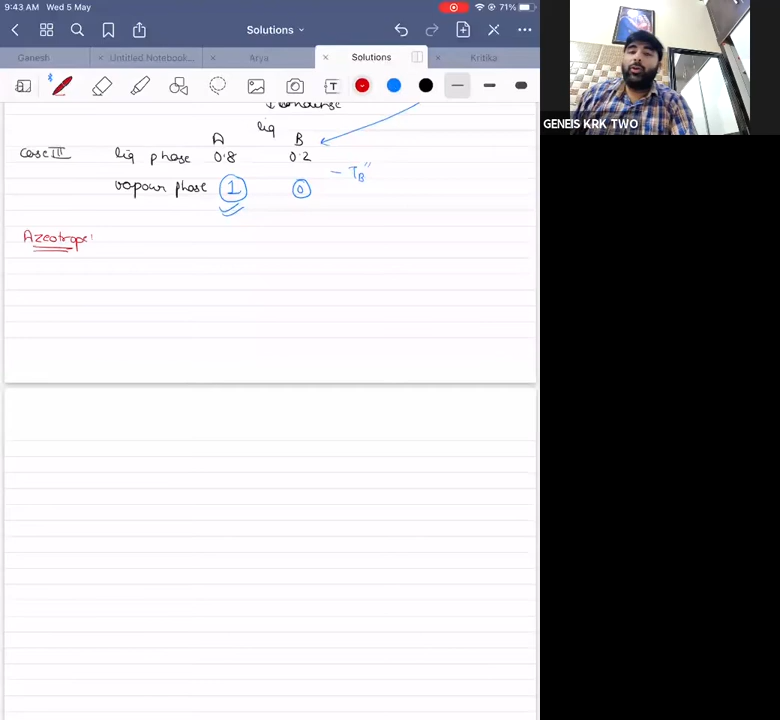 9:43 AM Wed 5 May
71%
Solutions
Ganesh
Untitled Notebook...
Arya
Solutions
Kritika
T
GENEIS KRK TWO
liq
A B
Case III liq phase 0.8 0.2
– TB″
vapour phase 1 0
Azeotrope: